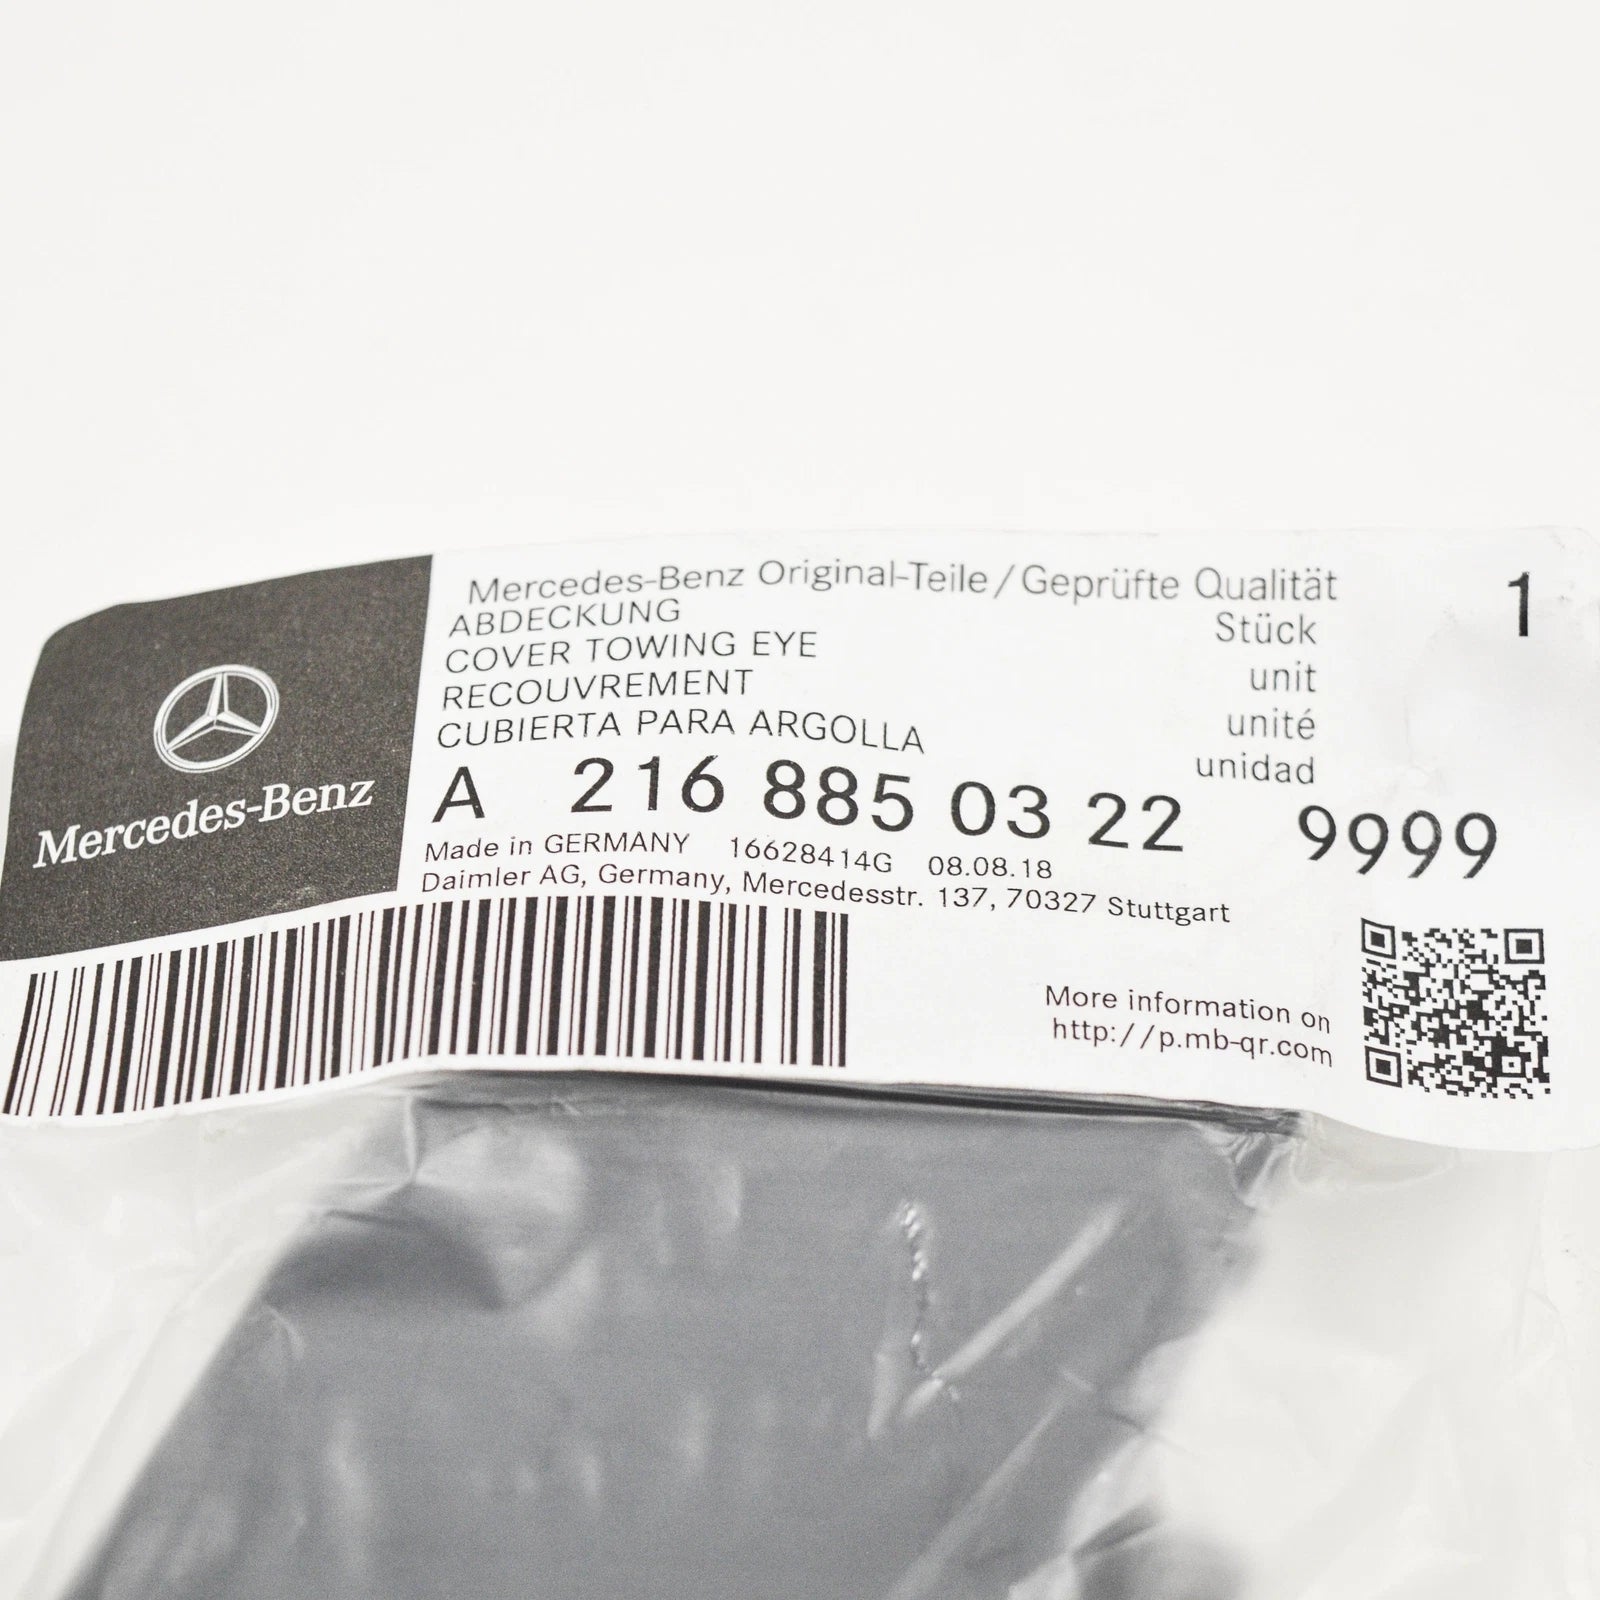 Mercedes-Benz
Mercedes-Benz Original-Teile/Geprüfte Qualität
ABDECKUNG
COVER TOWING EYE
RECOUVREMENT
CUBIERTA PARA ARGOLLA
Stück 1
unit
unité
unidad
A 216 885 03 22 9999
Made in GERMANY 16628414G 08.08.18
Daimler AG, Germany, Mercedesstr. 137, 70327 Stuttgart
More information on
http://p.mb-qr.com